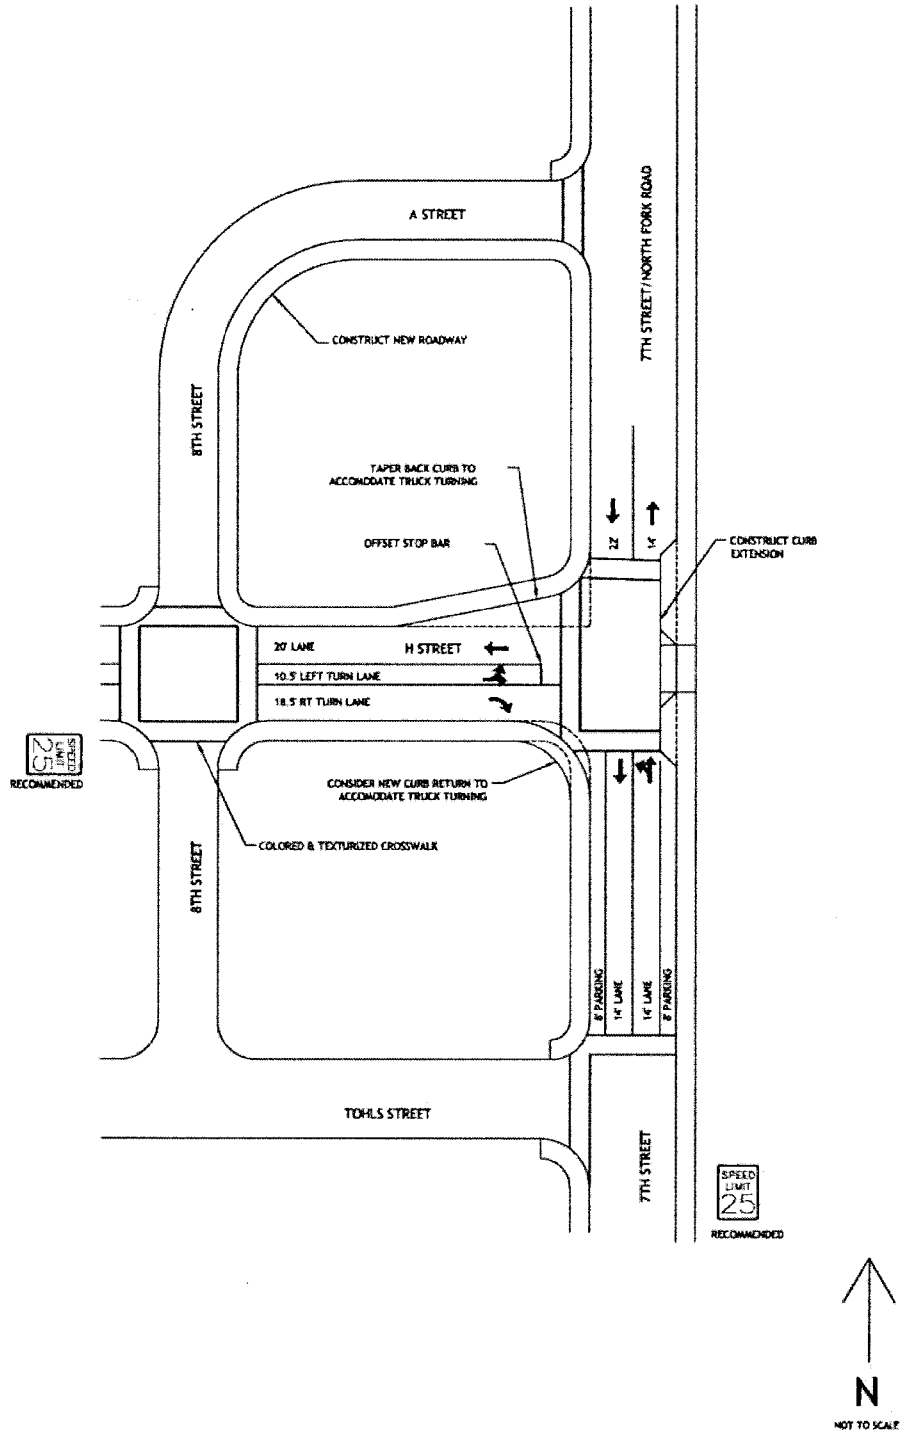 A STREET
7TH STREET/NORTH FORK ROAD
CONSTRUCT NEW ROADWAY
8TH STREET
TAPER BACK CURB TO
ACCOMODATE TRUCK TURNING
OFFSET STOP BAR
22'
14'
CONSTRUCT CURB
EXTENSION
20' LANE
H STREET
10.5' LEFT TURN LANE
18.5' RT TURN LANE
SPEED
LIMIT
25
RECOMMENDED
CONSIDER NEW CURB RETURN TO
ACCOMODATE TRUCK TURNING
COLORED & TEXTURIZED CROSSWALK
8TH STREET
8' PARKING
14' LANE
14' LANE
8' PARKING
TOHLS STREET
7TH STREET
SPEED
LIMIT
25
RECOMMENDED
N
NOT TO SCALE